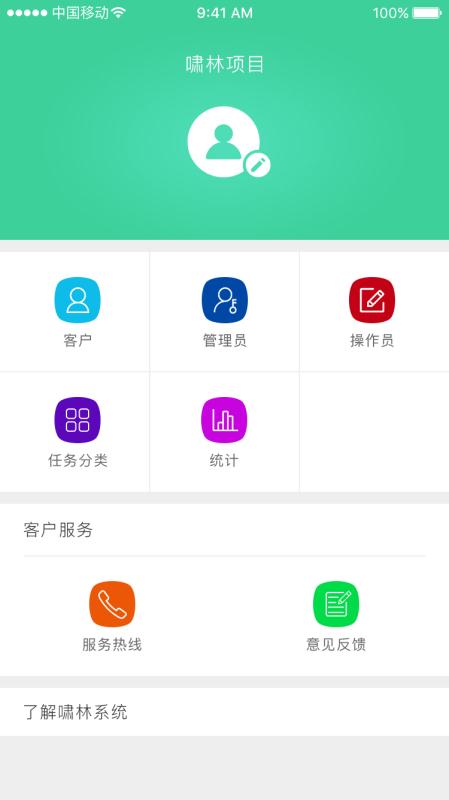 中国移动 9:41 AM 100%
啸林项目
客户 管理员 操作员
任务分类 统计
客户服务
服务热线 意见反馈
了解啸林系统